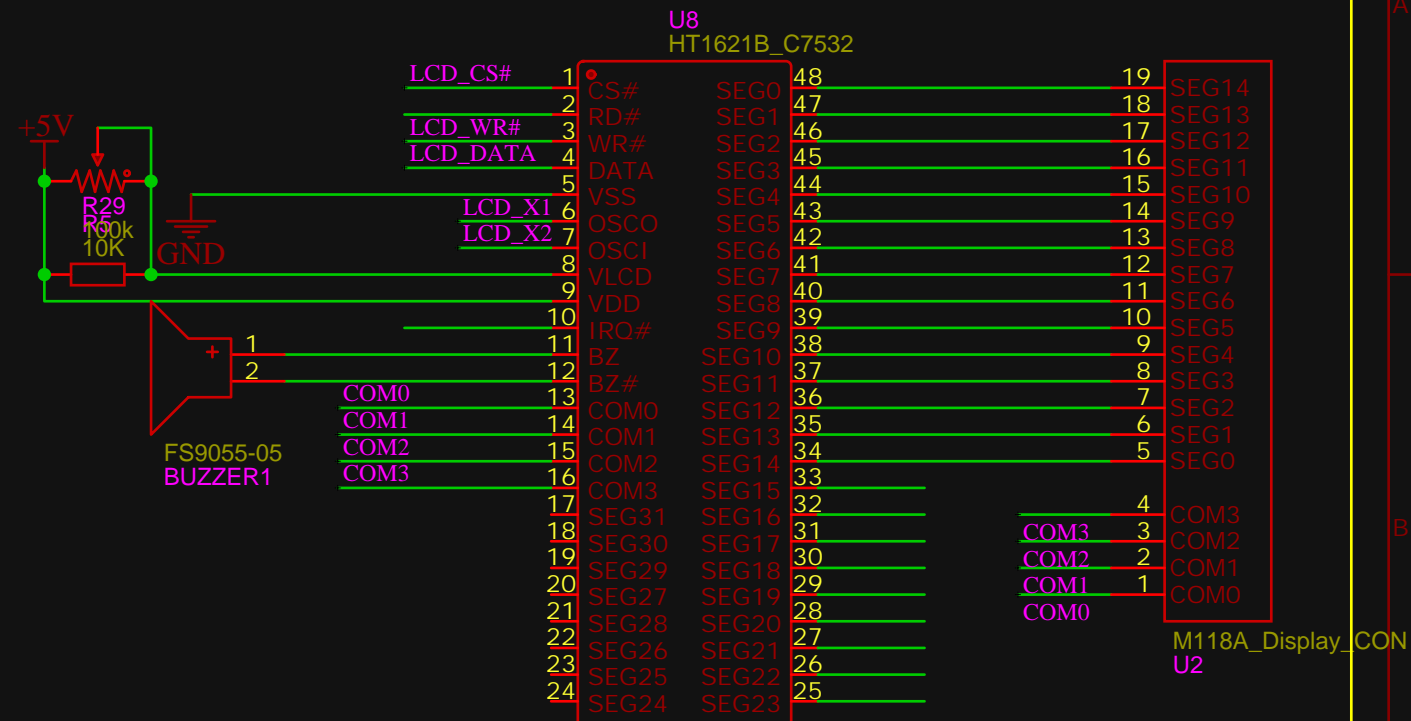 U8
HT1621B_C7532
LCD_CS#
LCD_WR#
LCD_DATA
LCD_X1
LCD_X2
COM0
COM1
COM2
COM3
+5V
R29
R5
100k
10K
GND
+
1
2
FS9055-05
BUZZER1
1 CS# SEG0 48
2 RD# SEG1 47
3 WR# SEG2 46
4 DATA SEG3 45
5 VSS SEG4 44
6 OSCO SEG5 43
7 OSCI SEG6 42
8 VLCD SEG7 41
9 VDD SEG8 40
10 IRQ# SEG9 39
11 BZ SEG10 38
12 BZ# SEG11 37
13 COM0 SEG12 36
14 COM1 SEG13 35
15 COM2 SEG14 34
16 COM3 SEG15 33
17 SEG31 SEG16 32
18 SEG30 SEG17 31
19 SEG29 SEG18 30
20 SEG27 SEG19 29
21 SEG28 SEG20 28
22 SEG26 SEG21 27
23 SEG25 SEG22 26
24 SEG24 SEG23 25
19 SEG14
18 SEG13
17 SEG12
16 SEG11
15 SEG10
14 SEG9
13 SEG8
12 SEG7
11 SEG6
10 SEG5
9 SEG4
8 SEG3
7 SEG2
6 SEG1
5 SEG0
4 COM3
3 COM2
2 COM1
1 COM0
COM3
COM2
COM1
COM0
M118A_Display_CON
U2
A
B